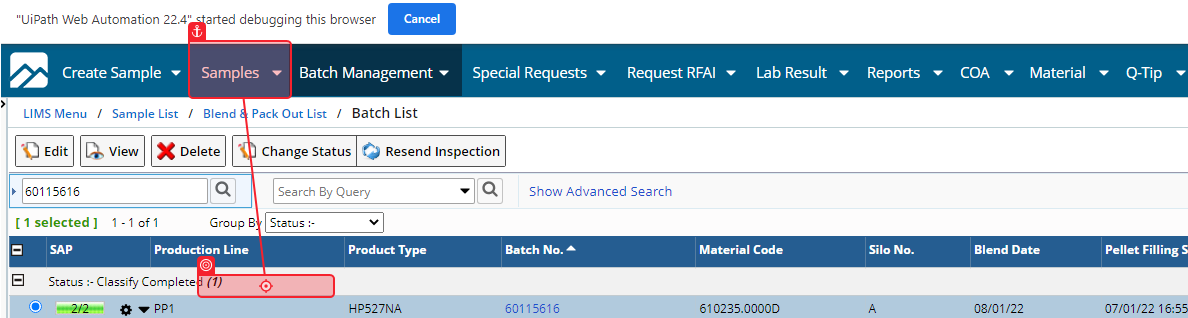 "UiPath Web Automation 22.4" started debugging this browser Cancel
Create Sample Samples Batch Management Special Requests Request RFAI Lab Result Reports COA Material Q-Tip
LIMS Menu / Sample List / Blend & Pack Out List / Batch List
Edit View Delete Change Status Resend Inspection
60115616 Search By Query Show Advanced Search
[ 1 selected ] 1 - 1 of 1 Group By Status :-
SAP Production Line Product Type Batch No. Material Code Silo No. Blend Date Pellet Filling S
Status :- Classify Completed (1)
2/2 PP1 HP527NA 60115616 610235.0000D A 08/01/22 07/01/22 16:55